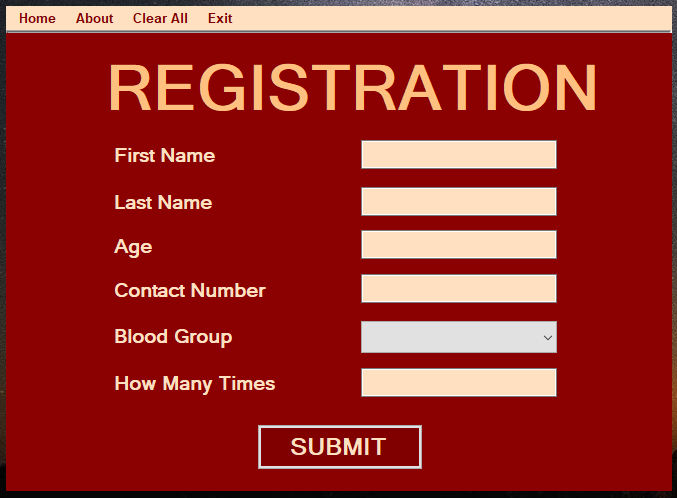 Home About Clear All Exit
REGISTRATION
First Name
Last Name
Age
Contact Number
Blood Group
How Many Times
SUBMIT